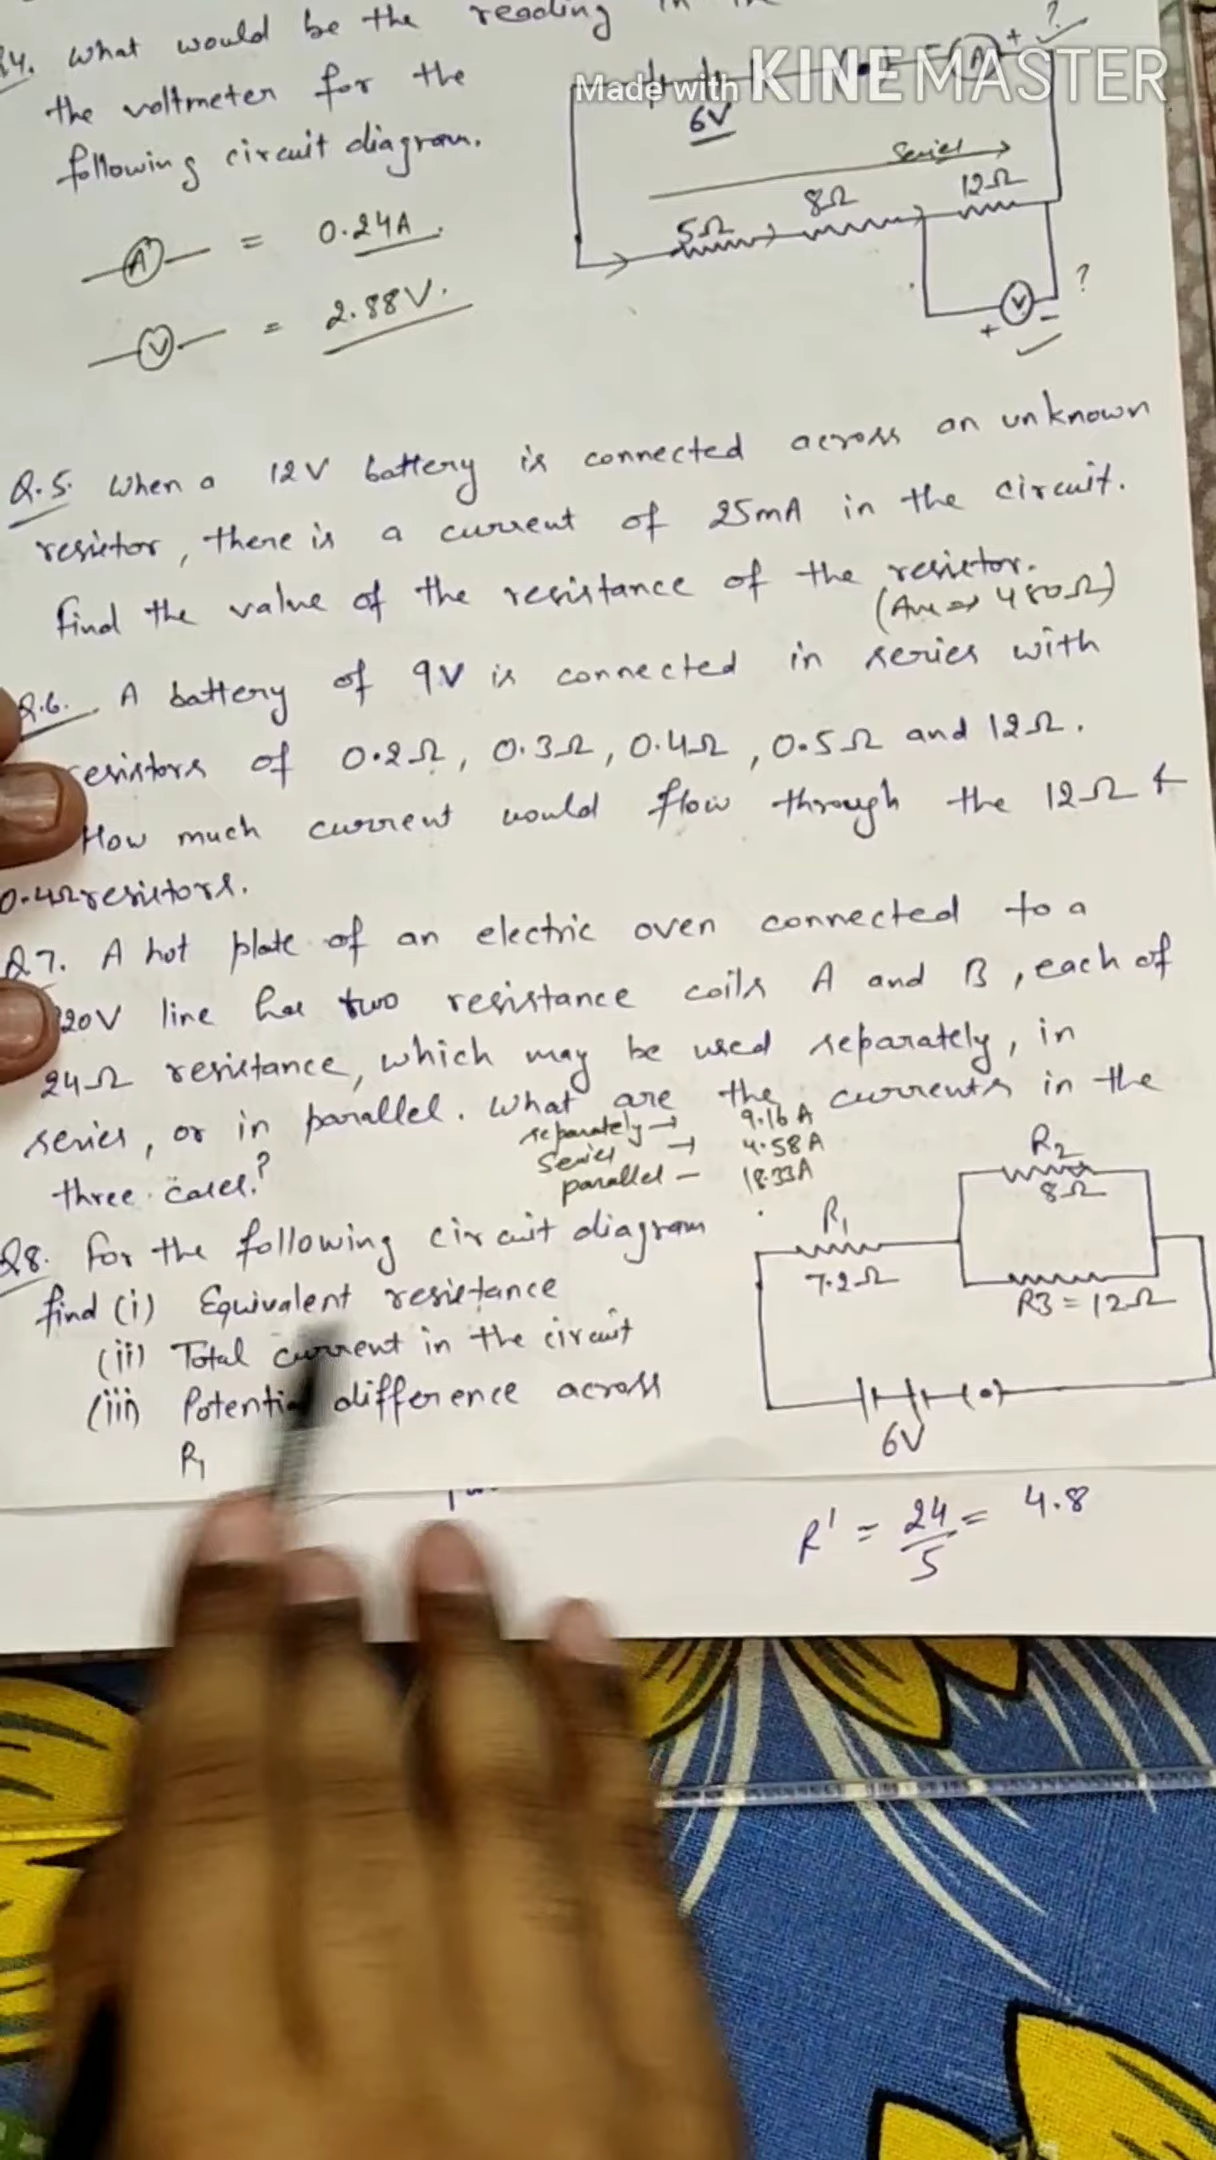 Q4. What would be the reading in
the voltmeter for the
following circuit diagram.
A = 0.24A.
V = 2.88V.
Made with KINEMASTER
A + ?
6V
Series
5Ω 8Ω 12Ω
+ V - ?
Q.5. When a 12V battery is connected across an unknown
resistor, there is a current of 25mA in the circuit.
find the value of the resistance of the resistor.
(Ans → 480Ω)
Q.6. A battery of 9V is connected in series with
resistors of 0.2Ω, 0.3Ω, 0.4Ω, 0.5Ω and 12Ω.
How much current would flow through the 12Ω &
0.4Ω resistors.
Q7. A hot plate of an electric oven connected to a
20V line has two resistance coils A and B, each of
24Ω resistance, which may be used separately, in
series, or in parallel. What are the currents in the
three cases?
separately → 9.16A
Series → 4.58A
parallel - 18.33A
Q8. for the following circuit diagram
find (i) Equivalent resistance
(ii) Total current in the circuit
(iii) Potential difference across
R1
R1
7.2Ω
R2
8Ω
R3 = 12Ω
6V
R' = 24/5 = 4.8